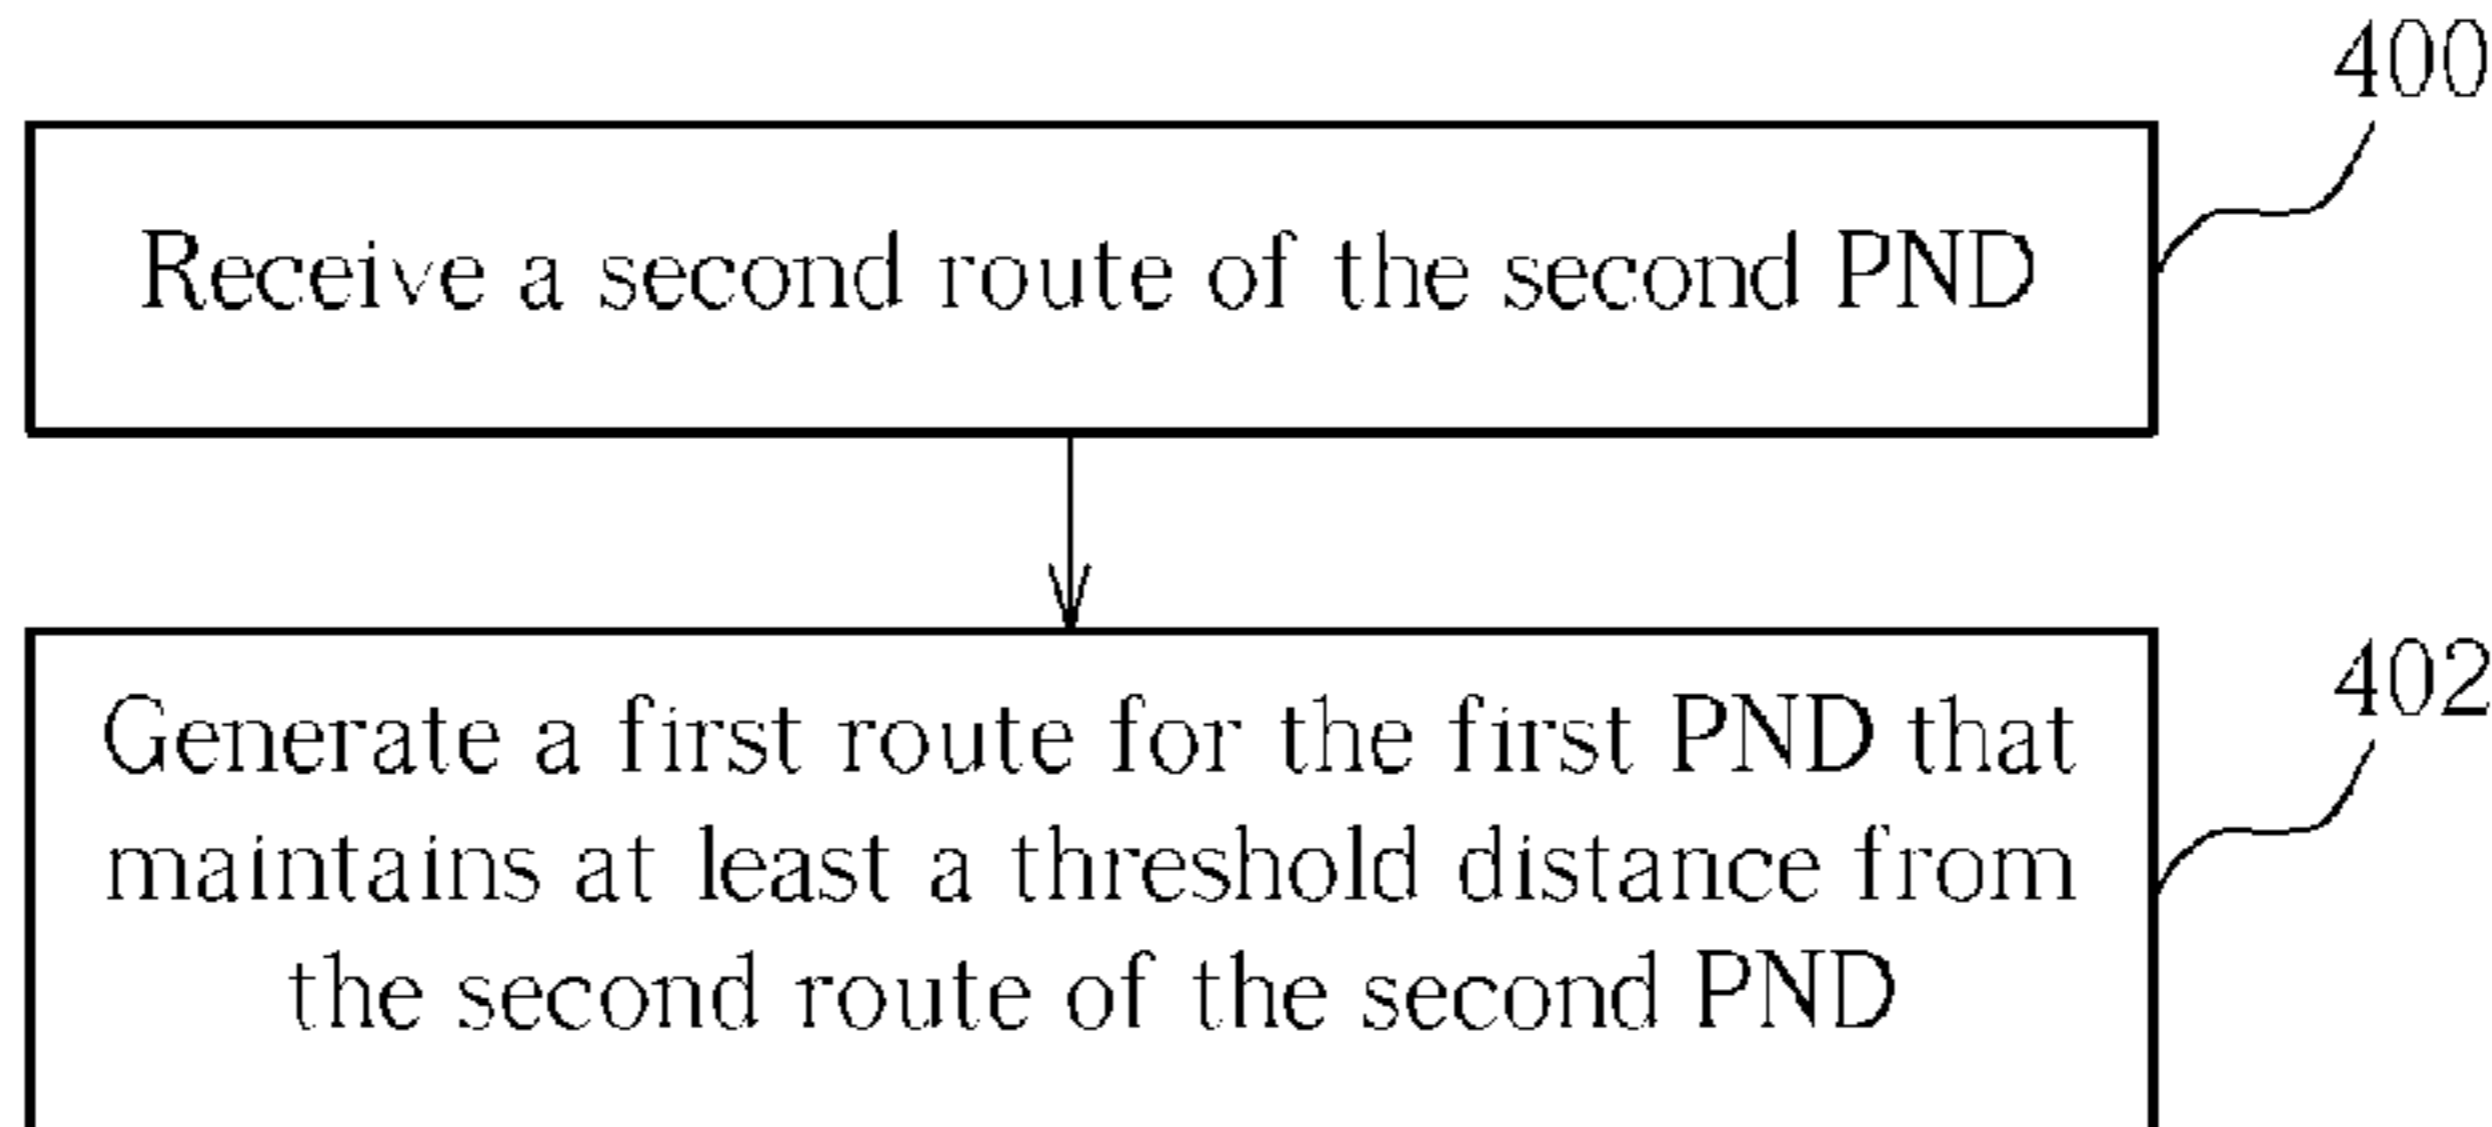 400
Receive a second route of the second PND
402
Generate a first route for the first PND that
maintains at least a threshold distance from
the second route of the second PND